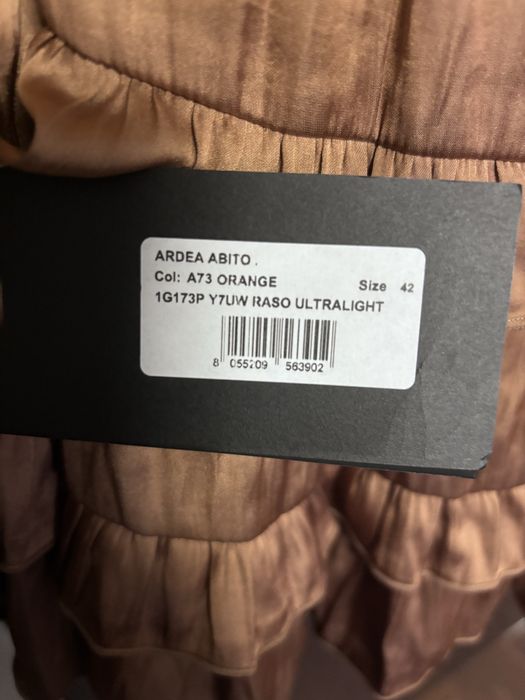 ARDEA ABITO .
Col: A73 ORANGE Size 42
1G173P Y7UW RASO ULTRALIGHT
8 055209 563902